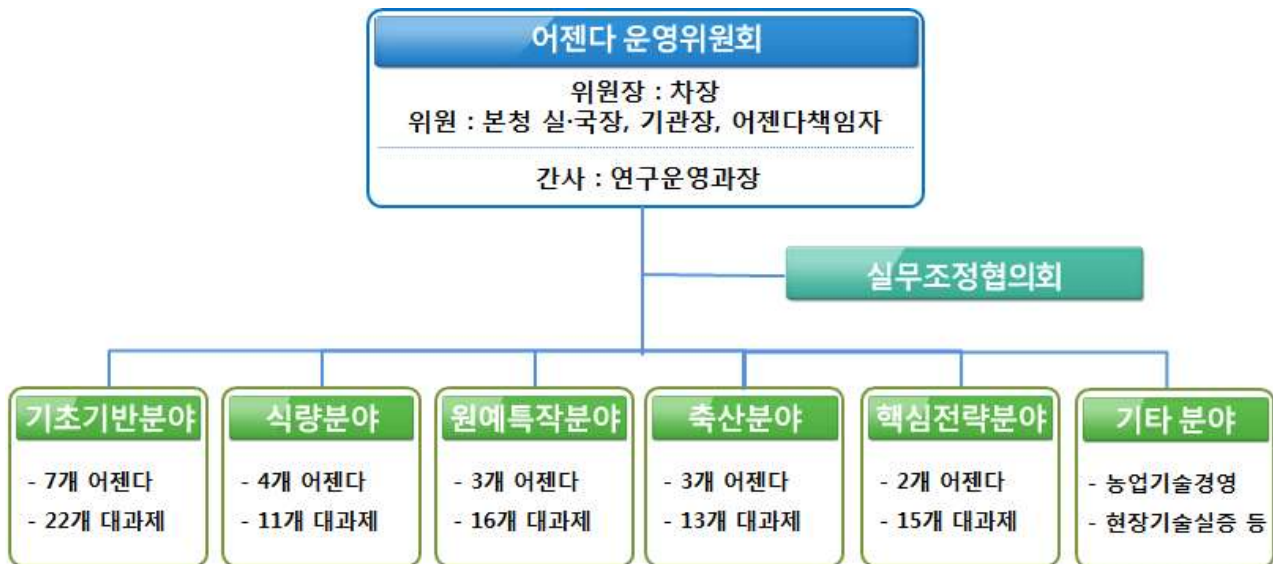 어젠다 운영위원회
위원장 : 차장
위원 : 본청 실·국장, 기관장, 어젠다책임자
간사 : 연구운영과장
실무조정협의회
기초기반분야
- 7개 어젠다
- 22개 대과제
식량분야
- 4개 어젠다
- 11개 대과제
원예특작분야
- 3개 어젠다
- 16개 대과제
축산분야
- 3개 어젠다
- 13개 대과제
핵심전략분야
- 2개 어젠다
- 15개 대과제
기타 분야
- 농업기술경영
- 현장기술실증 등